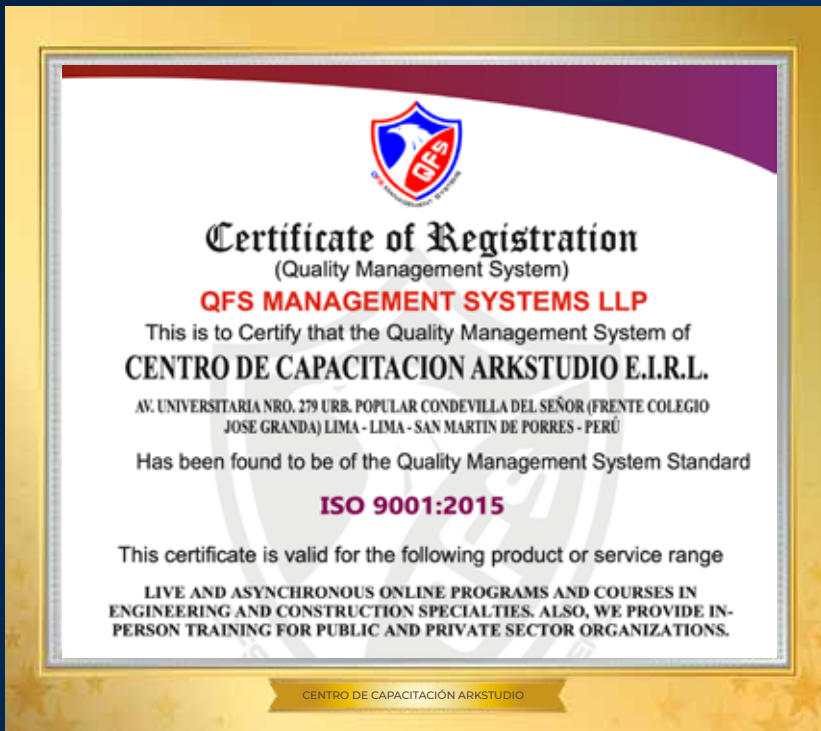 QFS
QFS MANAGEMENT SYSTEMS
Certificate of Registration
(Quality Management System)
QFS MANAGEMENT SYSTEMS LLP
This is to Certify that the Quality Management System of
CENTRO DE CAPACITACION ARKSTUDIO E.I.R.L.
AV. UNIVERSITARIA NRO. 279 URB. POPULAR CONDEVILLA DEL SEÑOR (FRENTE COLEGIO
JOSE GRANDA) LIMA - LIMA - SAN MARTIN DE PORRES - PERÚ
Has been found to be of the Quality Management System Standard
ISO 9001:2015
This certificate is valid for the following product or service range
LIVE AND ASYNCHRONOUS ONLINE PROGRAMS AND COURSES IN
ENGINEERING AND CONSTRUCTION SPECIALTIES. ALSO, WE PROVIDE IN-
PERSON TRAINING FOR PUBLIC AND PRIVATE SECTOR ORGANIZATIONS.
CENTRO DE CAPACITACIÓN ARKSTUDIO